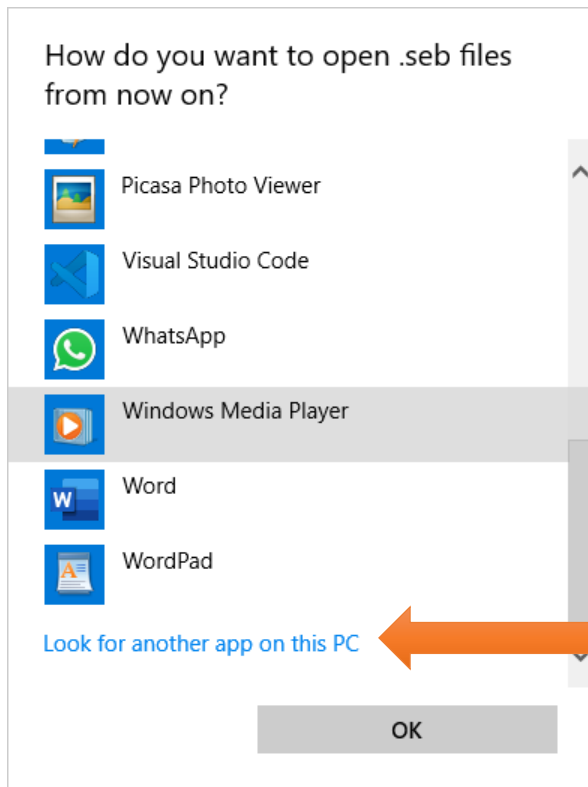 How do you want to open .seb files
from now on?
Picasa Photo Viewer
Visual Studio Code
WhatsApp
Windows Media Player
W
Word
A
WordPad
Look for another app on this PC
OK